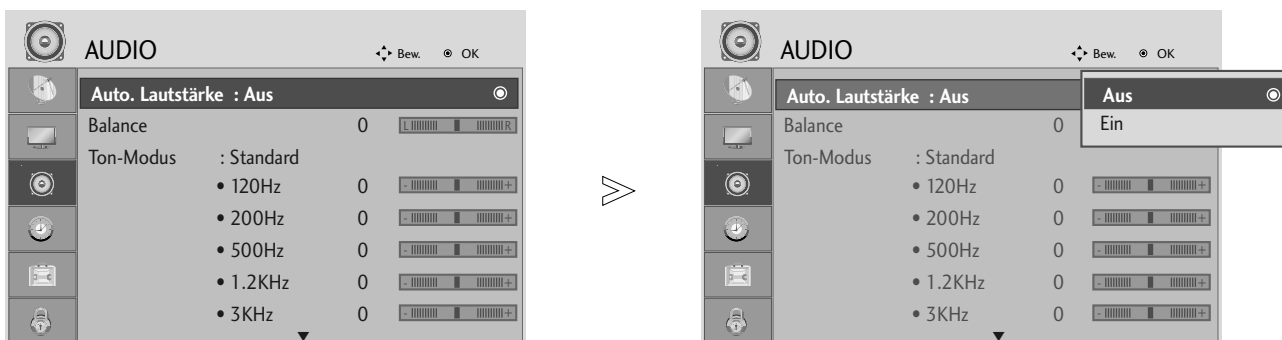 AUDIO
Bew. OK
Auto. Lautstärke : Aus
Balance 0 L R
Ton-Modus : Standard
• 120Hz 0 - +
• 200Hz 0 - +
• 500Hz 0 - +
• 1.2KHz 0 - +
• 3KHz 0 - +
AUDIO
Bew. OK
Auto. Lautstärke : Aus
Balance 0
Ton-Modus : Standard
• 120Hz 0 - +
• 200Hz 0 - +
• 500Hz 0 - +
• 1.2KHz 0 - +
• 3KHz 0 - +
Aus
Ein